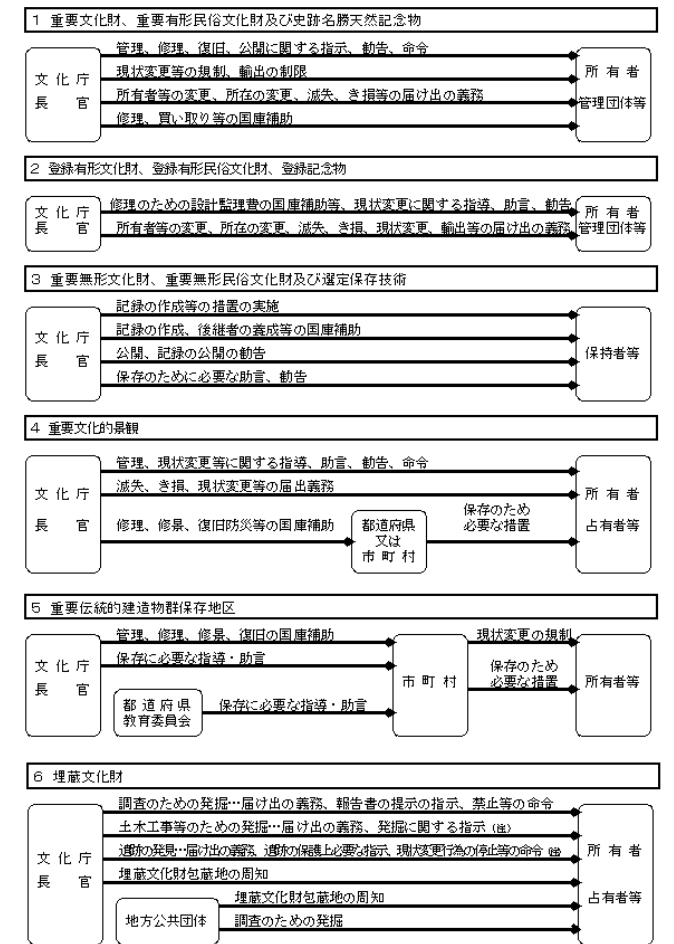 1 重要文化財、重要有形民俗文化財及び史跡名勝天然記念物
文化庁
長官
管理、修理、復旧、公開に関する指示、勧告、命令
現状変更等の規制、輸出の制限
所有者等の変更、所在の変更、滅失、き損等の届け出の義務
修理、買い取り等の国庫補助
所有者
管理団体等
2 登録有形文化財、登録有形民俗文化財、登録記念物
文化庁
長官
修理のための設計監理費の国庫補助等、現状変更に関する指導、助言、勧告
所有者等の変更、所在の変更、滅失、き損、現状変更、輸出等の届け出の義務
所有者
管理団体等
3 重要無形文化財、重要無形民俗文化財及び選定保存技術
文化庁
長官
記録の作成等の措置の実施
記録の作成、後継者の養成等の国庫補助
公開、記録の公開の勧告
保存のために必要な助言、勧告
保持者等
4 重要文化的景観
文化庁
長官
管理、現状変更等に関する指導、助言、勧告、命令
滅失、き損、現状変更等の届出義務
修理、修景、復旧防災等の国庫補助
都道府県
又は
市町村
保存のため
必要な措置
所有者
占有者等
5 重要伝統的建造物群保存地区
文化庁
長官
管理、修理、修景、復旧の国庫補助
保存に必要な指導・助言
都道府県
教育委員会
保存に必要な指導・助言
市町村
現状変更の規制
保存のため
必要な措置
所有者等
6 埋蔵文化財
文化庁
長官
調査のための発掘…届け出の義務、報告書の提示の指示、禁止等の命令
土木工事等のための発掘…届け出の義務、発掘に関する指示(注)
遺跡の発見…届け出の義務、遺跡の保護上必要な指示、現状変更行為の停止等の命令(注)
埋蔵文化財包蔵地の周知
地方公共団体
埋蔵文化財包蔵地の周知
調査のための発掘
所有者
占有者等